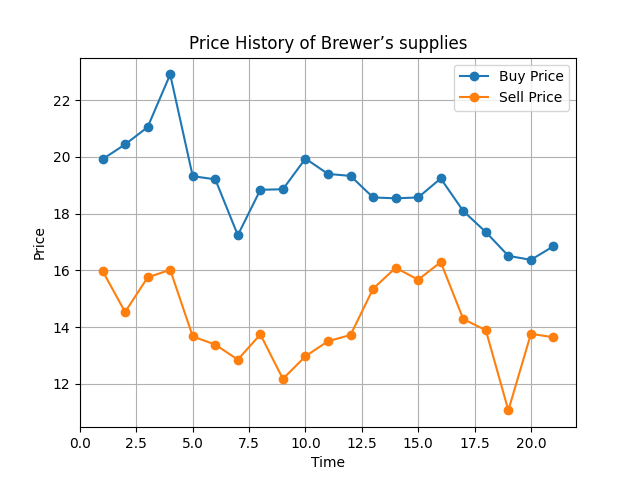 Price History of Brewer’s supplies
Buy Price
Sell Price
Price
22
20
18
16
14
12
0.0 2.5 5.0 7.5 10.0 12.5 15.0 17.5 20.0
Time